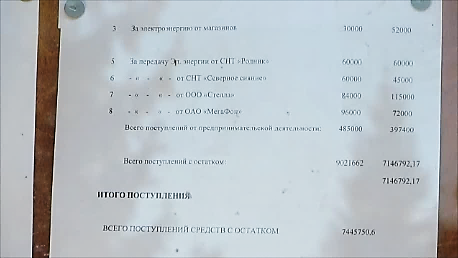 3 За электроэнергию от магазинов 30000 52000
5 За передачу Эл. энергии от СНТ «Родник» 60000 60000
6 - « - « - от СНТ «Северное сияние» 60000 45000
7 - « - « - от ООО «Стелла» 84000 115000
8 - « - « - от ОАО «МегаФон» 96000 72000
Всего поступлений от предпринимательской деятельности: 485000 397400
Всего поступлений с остатком: 9021662 7146792,17
7146792,17
ИТОГО ПОСТУПЛЕНИЯ
ВСЕГО ПОСТУПЛЕНИЙ СРЕДСТВ С ОСТАТКОМ 7445750,6